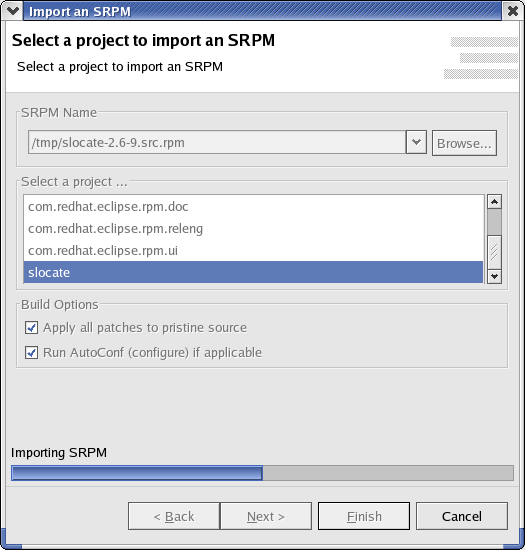 Import an SRPM
Select a project to import an SRPM
Select a project to import an SRPM
SRPM Name
/tmp/slocate-2.6-9.src.rpm
Browse...
Select a project ...
com.redhat.eclipse.rpm.doc
com.redhat.eclipse.rpm.releng
com.redhat.eclipse.rpm.ui
slocate
Build Options
Apply all patches to pristine source
Run AutoConf (configure) if applicable
Importing SRPM
< Back
Next >
Finish
Cancel